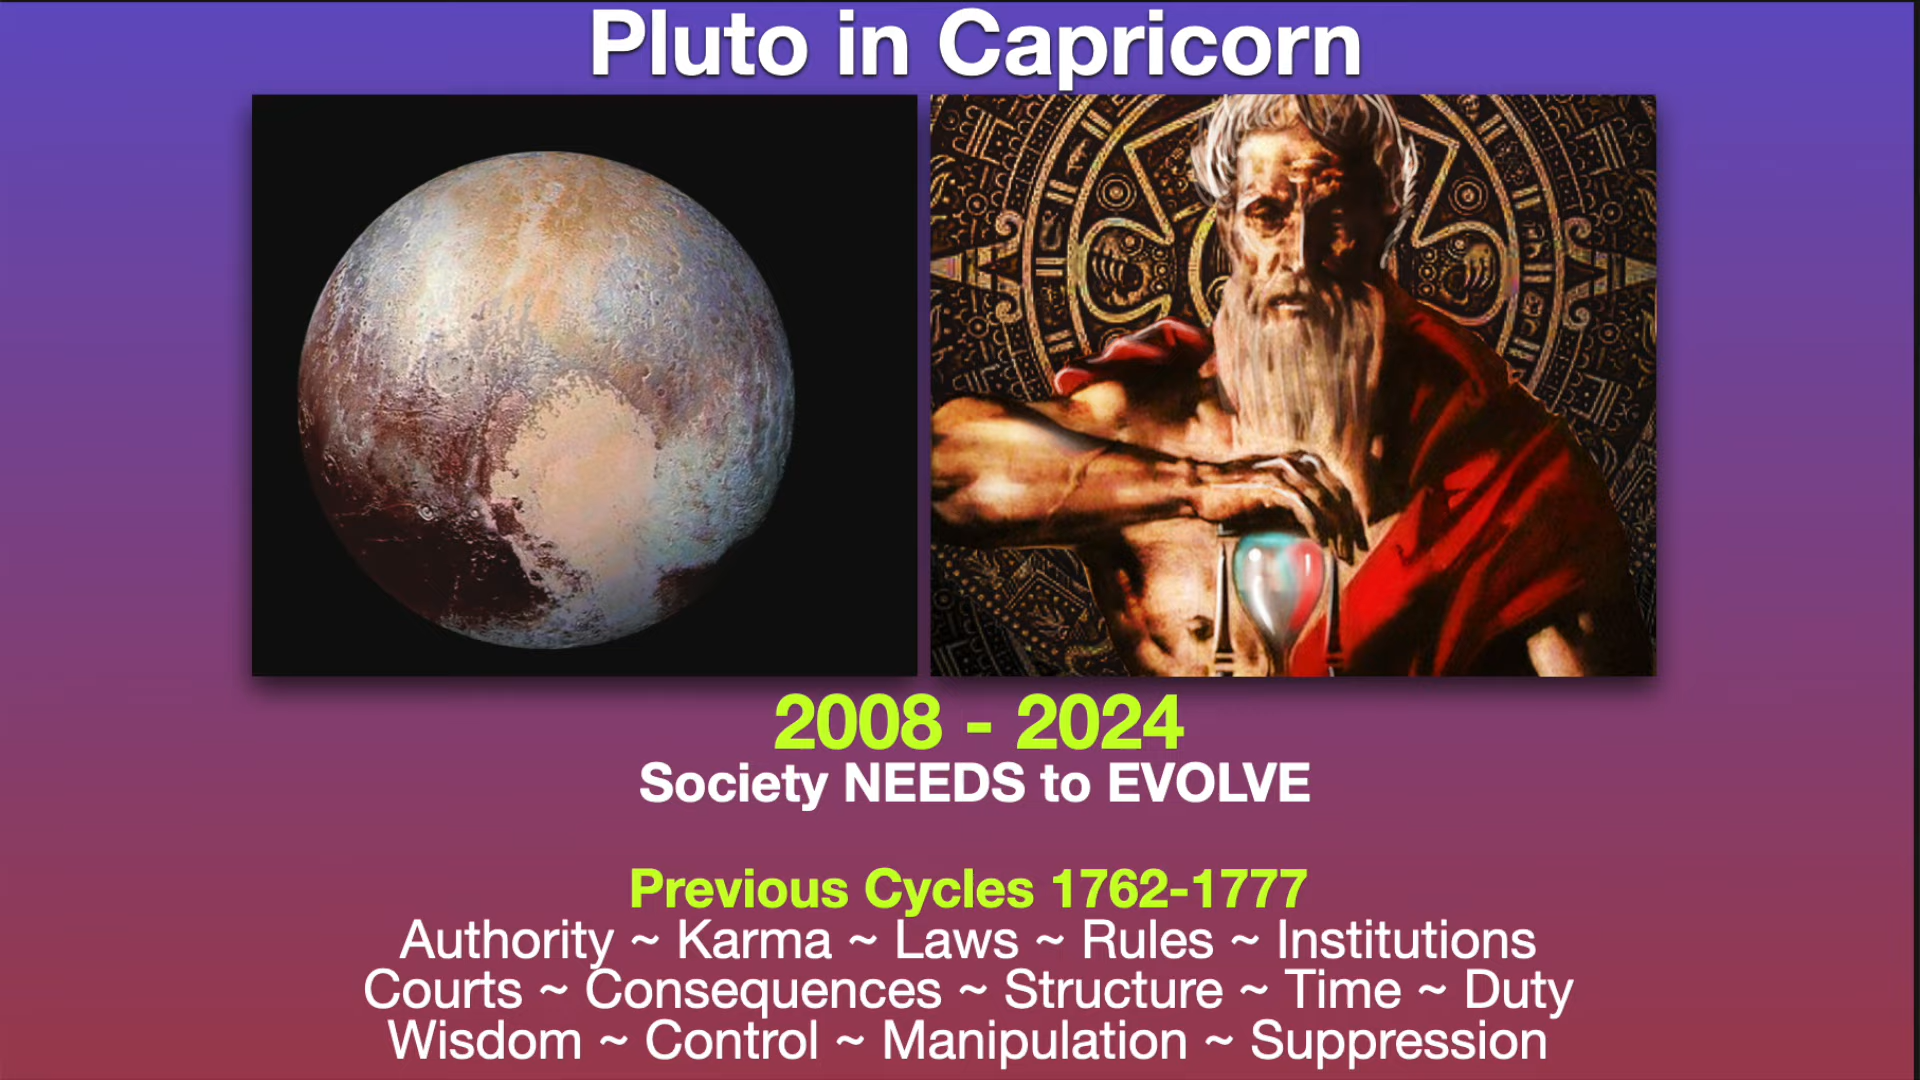 Pluto in Capricorn
2008 - 2024
Society NEEDS to EVOLVE
Previous Cycles 1762-1777
Authority ~ Karma ~ Laws ~ Rules ~ Institutions
Courts ~ Consequences ~ Structure ~ Time ~ Duty
Wisdom ~ Control ~ Manipulation ~ Suppression